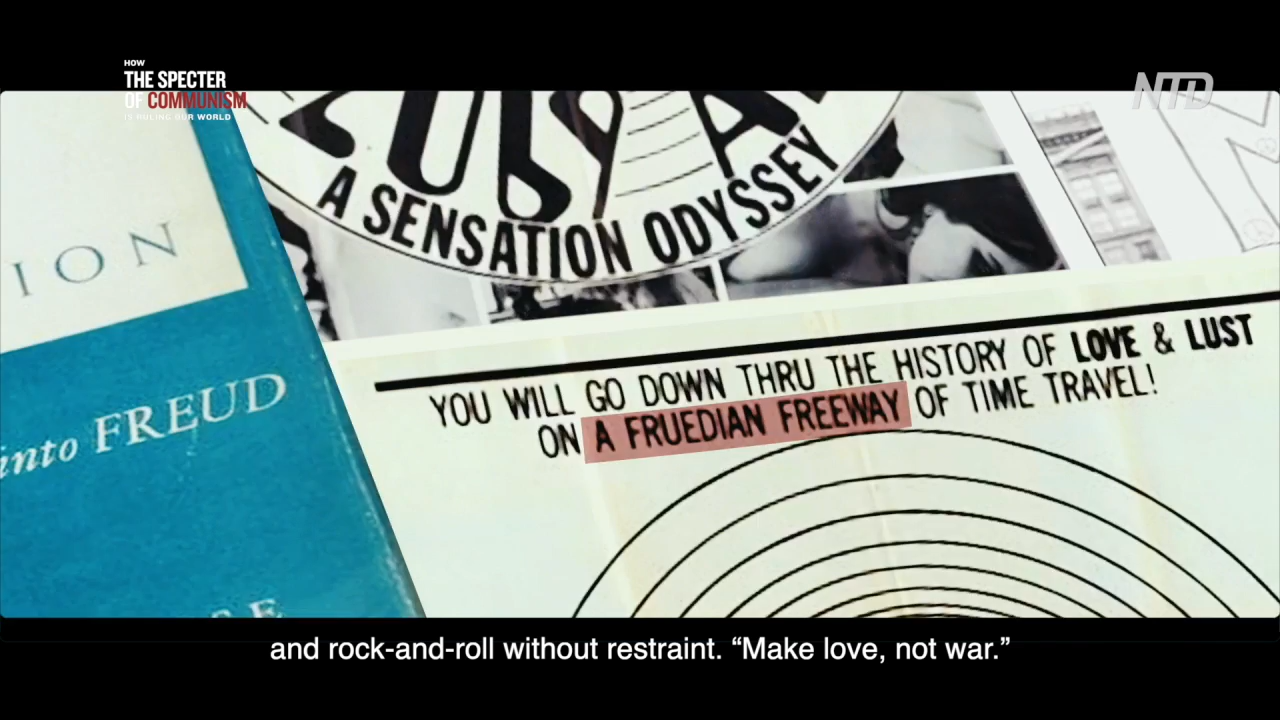 HOW
THE SPECTER
OF COMMUNISM
IS RULING OUR WORLD
NTD
A SENSATION ODYSSEY
ION
into FREUD
YOU WILL GO DOWN THRU THE HISTORY OF LOVE & LUST
ON A FRUEDIAN FREEWAY OF TIME TRAVEL!
and rock-and-roll without restraint. “Make love, not war.”